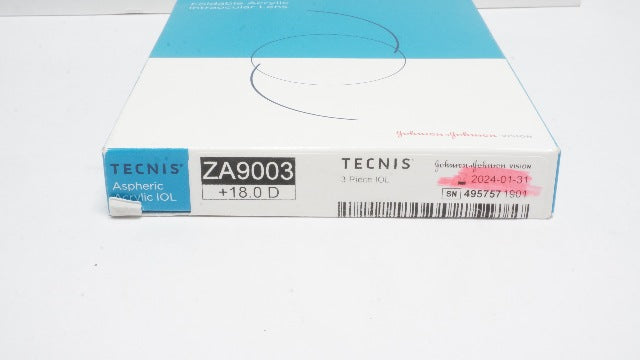 Foldable Acrylic
Intraocular Lens
Johnson & Johnson VISION
TECNIS®
Aspheric
Acrylic IOL
ZA9003
+18.0 D
TECNIS®
3 Piece IOL
Johnson & Johnson VISION
2024-01-31
SN 4957571901